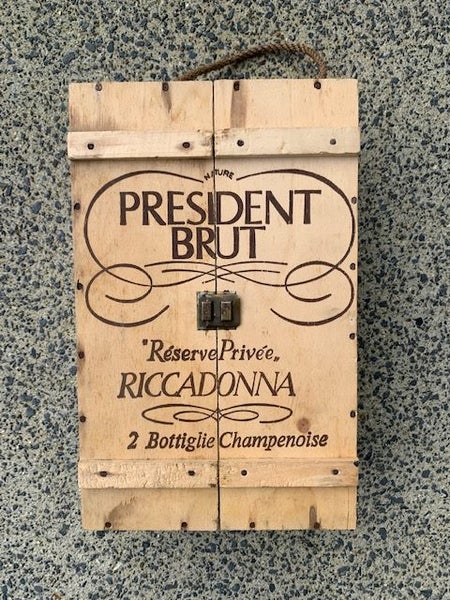 NATURE
PRESIDENT
BRUT
"Réserve Privée„
RICCADONNA
2 Bottiglie Champenoise